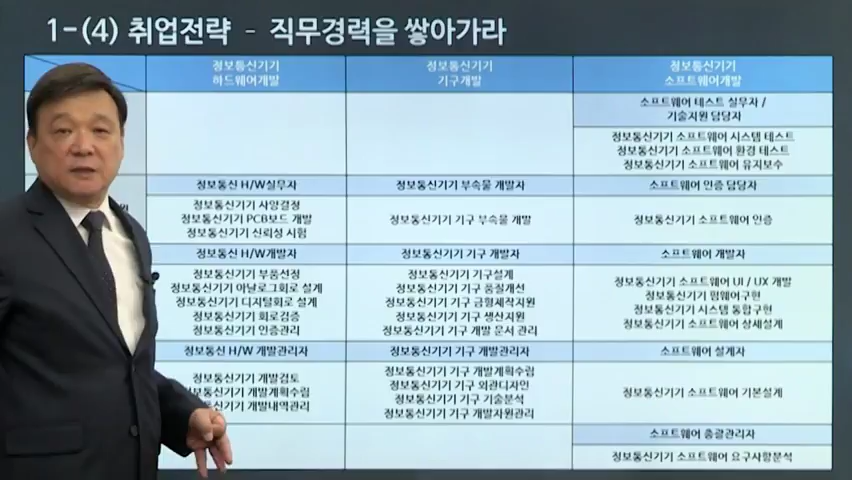 1-(4) 취업전략 - 직무경력을 쌓아가라
정보통신기기
하드웨어개발
정보통신기기
기구개발
정보통신기기
소프트웨어개발
소프트웨어 테스트 실무자 /
기술지원 담당자
정보통신기기 소프트웨어 시스템 테스트
정보통신기기 소프트웨어 환경 테스트
정보통신기기 소프트웨어 유지보수
정보통신 H/W실무자
정보통신기기 부속물 개발자
소프트웨어 인증 담당자
정보통신기기 사양결정
정보통신기기 PCB보드 개발
정보통신기기 신뢰성 시험
정보통신기기 기구 부속물 개발
정보통신기기 소프트웨어 인증
정보통신 H/W개발자
정보통신기기 기구 개발자
소프트웨어 개발자
정보통신기기 부품선정
정보통신기기 아날로그회로 설계
정보통신기기 디지털회로 설계
정보통신기기 회로검증
정보통신기기 인증관리
정보통신기기 기구설계
정보통신기기 기구 품질개선
정보통신기기 기구 금형제작지원
정보통신기기 기구 생산지원
정보통신기기 기구 개발 문서 관리
정보통신기기 소프트웨어 UI / UX 개발
정보통신기기 펌웨어구현
정보통신기기 시스템 통합구현
정보통신기기 소프트웨어 상세설계
정보통신 H/W 개발관리자
정보통신기기 기구 개발관리자
소프트웨어 설계자
정보통신기기 개발검토
통신기기 개발계획수립
통신기기 개발내역관리
정보통신기기 기구 개발계획수립
정보통신기기 기구 외관디자인
정보통신기기 기구 기술분석
정보통신기기 기구 개발자원관리
정보통신기기 소프트웨어 기본설계
소프트웨어 총괄관리자
정보통신기기 소프트웨어 요구사항분석